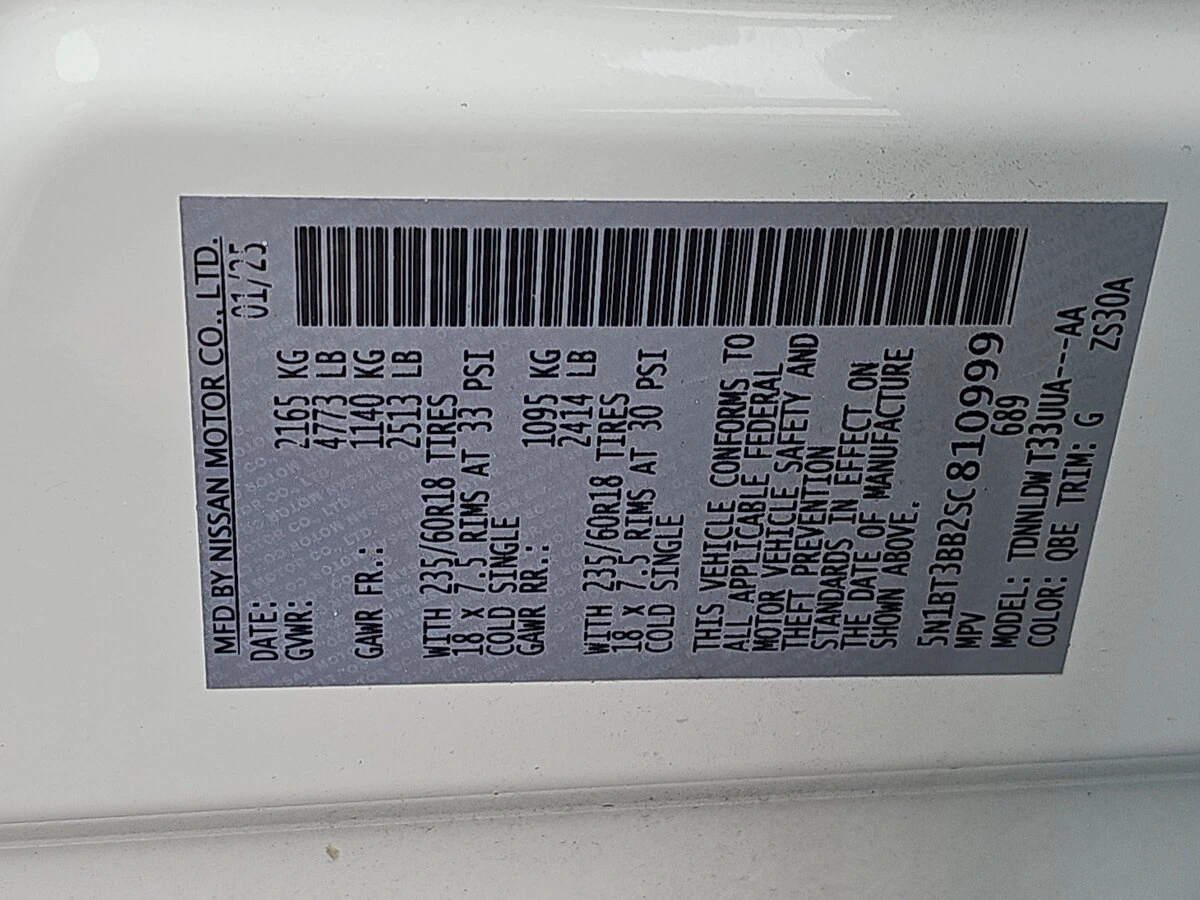 MFD BY NISSAN MOTOR CO., LTD.
DATE: 01/25
GVWR: 2165 KG
4773 LB
GAWR FR.: 1140 KG
2513 LB
WITH 235/60R18 TIRES
18 X 7.5 RIMS AT 33 PSI
COLD SINGLE
GAWR RR.: 1095 KG
2414 LB
WITH 235/60R18 TIRES
18 X 7.5 RIMS AT 30 PSI
COLD SINGLE
THIS VEHICLE CONFORMS TO
ALL APPLICABLE FEDERAL
MOTOR VEHICLE SAFETY AND
THEFT PREVENTION
STANDARDS IN EFFECT ON
THE DATE OF MANUFACTURE
SHOWN ABOVE.
5N1BT3BB2SC810999
MPV 689
MODEL: TDNNLDWT33UUA---AA
COLOR: QBE TRIM: G ZS30A